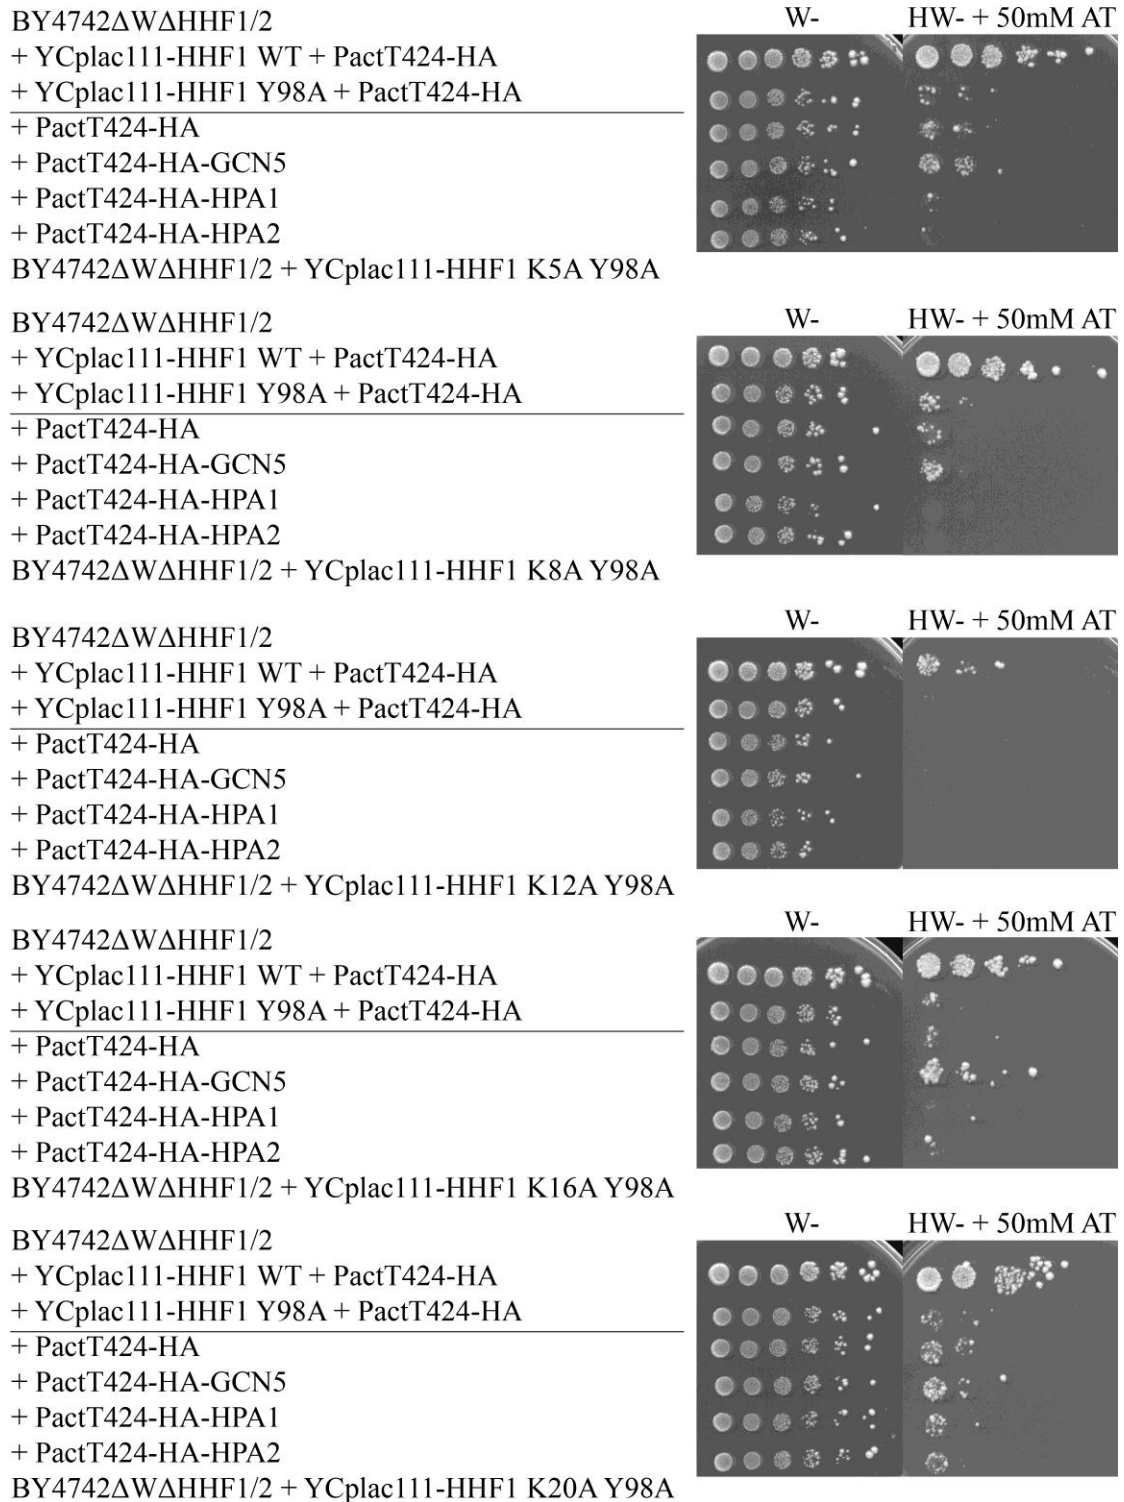 BY4742ΔWΔHHF1/2
W-
HW- + 50mM AT
+ YCplac111-HHF1 WT + PactT424-HA
+ YCplac111-HHF1 Y98A + PactT424-HA
+ PactT424-HA
+ PactT424-HA-GCN5
+ PactT424-HA-HPA1
+ PactT424-HA-HPA2
BY4742ΔWΔHHF1/2 + YCplac111-HHF1 K5A Y98A
BY4742ΔWΔHHF1/2
W-
HW- + 50mM AT
+ YCplac111-HHF1 WT + PactT424-HA
+ YCplac111-HHF1 Y98A + PactT424-HA
+ PactT424-HA
+ PactT424-HA-GCN5
+ PactT424-HA-HPA1
+ PactT424-HA-HPA2
BY4742ΔWΔHHF1/2 + YCplac111-HHF1 K8A Y98A
W-
HW- + 50mM AT
BY4742ΔWΔHHF1/2
+ YCplac111-HHF1 WT + PactT424-HA
+ YCplac111-HHF1 Y98A + PactT424-HA
+ PactT424-HA
+ PactT424-HA-GCN5
+ PactT424-HA-HPA1
+ PactT424-HA-HPA2
BY4742ΔWΔHHF1/2 + YCplac111-HHF1 K12A Y98A
W-
HW- + 50mM AT
BY4742ΔWΔHHF1/2
+ YCplac111-HHF1 WT + PactT424-HA
+ YCplac111-HHF1 Y98A + PactT424-HA
+ PactT424-HA
+ PactT424-HA-GCN5
+ PactT424-HA-HPA1
+ PactT424-HA-HPA2
BY4742ΔWΔHHF1/2 + YCplac111-HHF1 K16A Y98A
W-
HW- + 50mM AT
BY4742ΔWΔHHF1/2
+ YCplac111-HHF1 WT + PactT424-HA
+ YCplac111-HHF1 Y98A + PactT424-HA
+ PactT424-HA
+ PactT424-HA-GCN5
+ PactT424-HA-HPA1
+ PactT424-HA-HPA2
BY4742ΔWΔHHF1/2 + YCplac111-HHF1 K20A Y98A